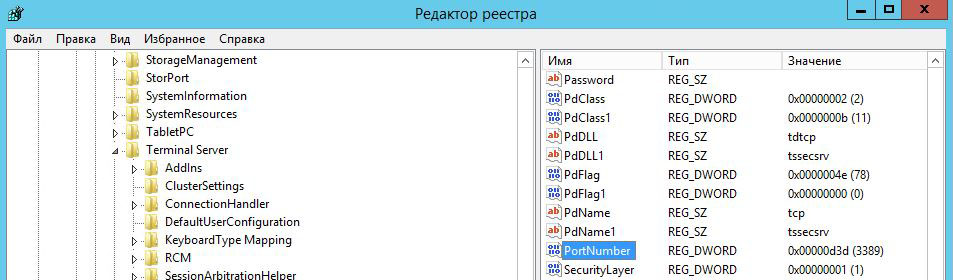 Редактор реестра
Файл Правка Вид Избранное Справка
StorageManagement
StorPort
SystemInformation
SystemResources
TabletPC
Terminal Server
AddIns
ClusterSettings
ConnectionHandler
DefaultUserConfiguration
KeyboardType Mapping
RCM
SessionArbitrationHelper
Имя Тип Значение
Password REG_SZ
PdClass REG_DWORD 0x00000002 (2)
PdClass1 REG_DWORD 0x0000000b (11)
PdDLL REG_SZ tdtcp
PdDLL1 REG_SZ tssecsrv
PdFlag REG_DWORD 0x0000004e (78)
PdFlag1 REG_DWORD 0x00000000 (0)
PdName REG_SZ tcp
PdName1 REG_SZ tssecsrv
PortNumber REG_DWORD 0x00000d3d (3389)
SecurityLayer REG_DWORD 0x00000001 (1)